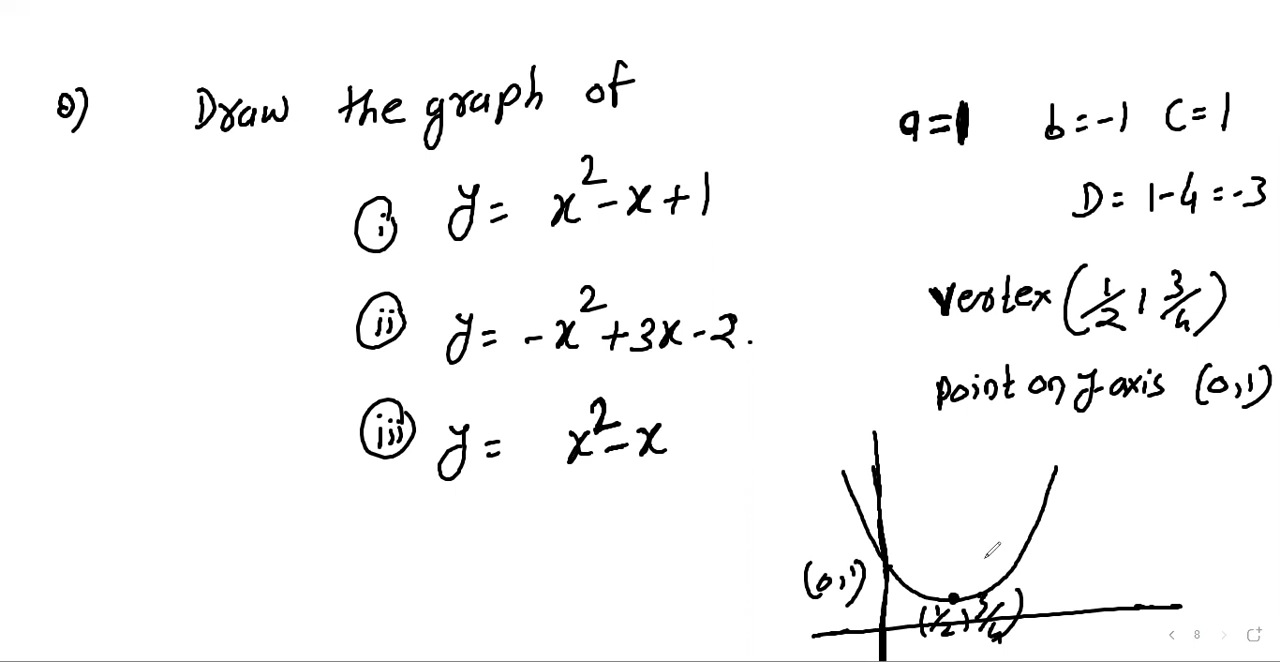 Q) Draw the graph of
(i) y = x² - x + 1
(ii) y = -x² + 3x - 2.
(iii) y = x² - x
a=1 b=-1 C=1
D = 1-4 = -3
Vertex (1/2, 3/4)
point on y-axis (0,1)
(0,1)
(1/2, 3/4)
8